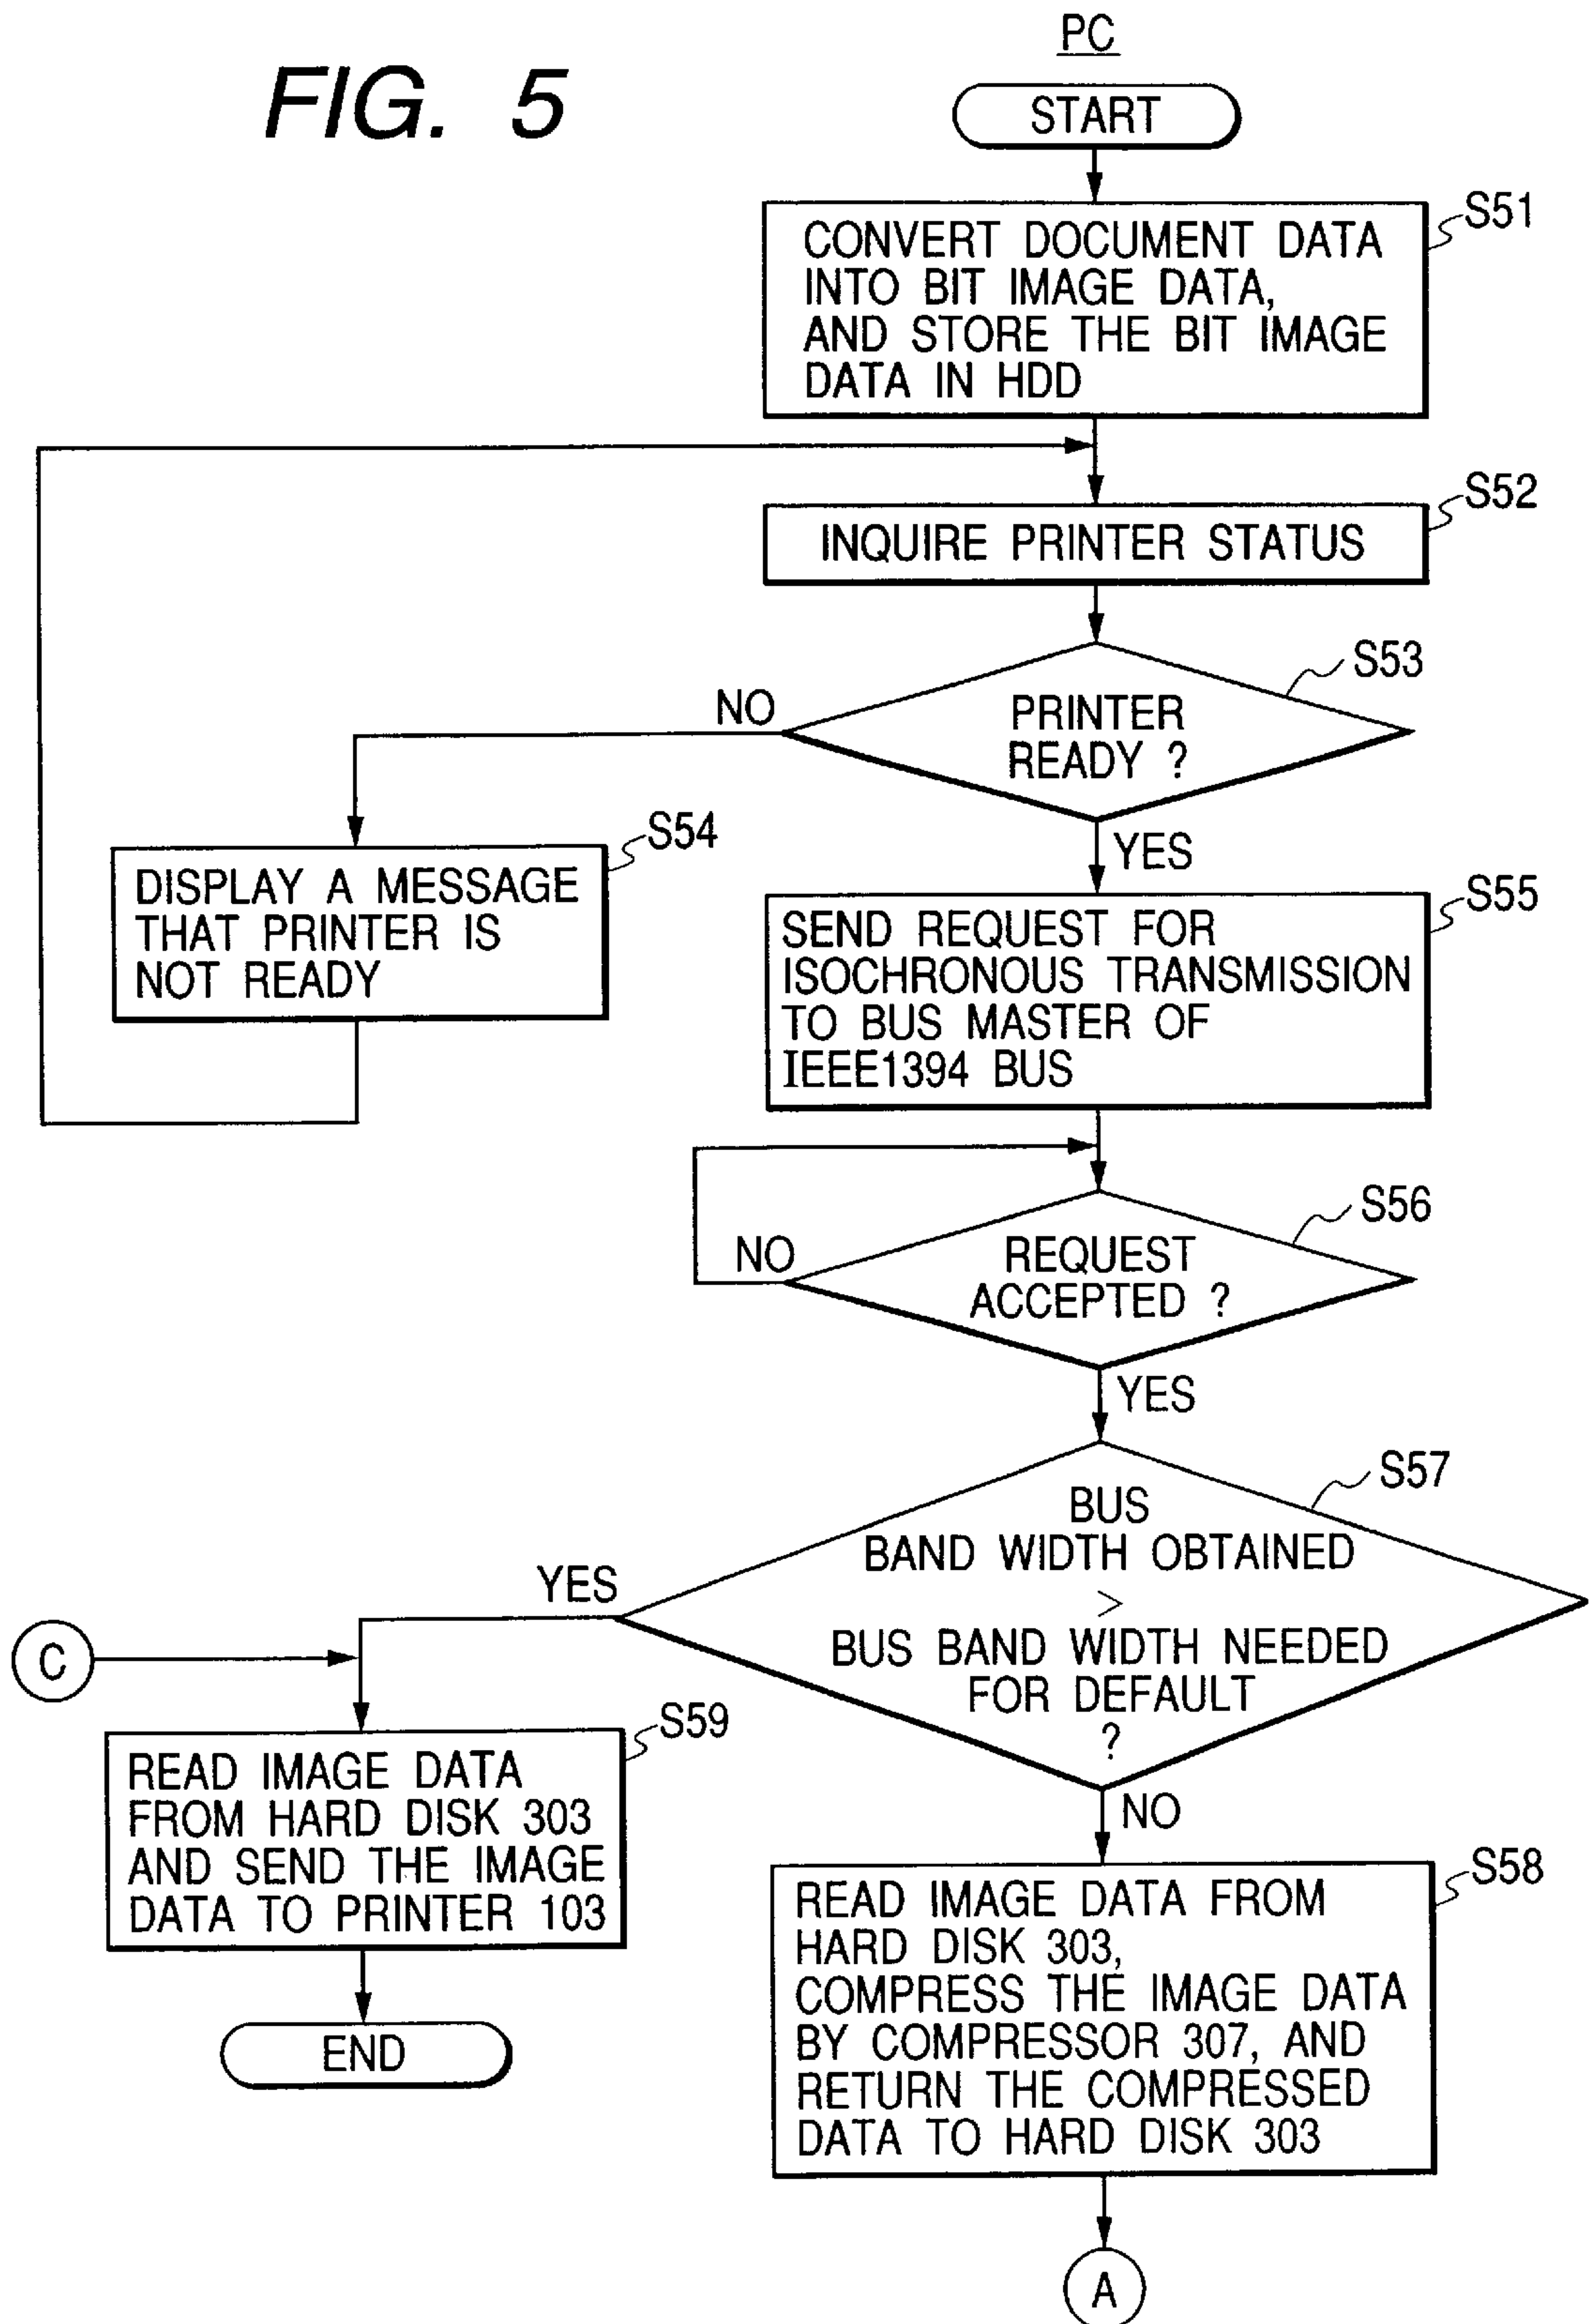 FIG. 5
PC
START
S51
CONVERT DOCUMENT DATA
INTO BIT IMAGE DATA,
AND STORE THE BIT IMAGE
DATA IN HDD
S52
INQUIRE PRINTER STATUS
S53
PRINTER
READY ?
NO
YES
S54
DISPLAY A MESSAGE
THAT PRINTER IS
NOT READY
S55
SEND REQUEST FOR
ISOCHRONOUS TRANSMISSION
TO BUS MASTER OF
IEEE1394 BUS
S56
REQUEST
ACCEPTED ?
NO
YES
S57
BUS
BAND WIDTH OBTAINED
>
BUS BAND WIDTH NEEDED
FOR DEFAULT
?
YES
NO
C
S59
READ IMAGE DATA
FROM HARD DISK 303
AND SEND THE IMAGE
DATA TO PRINTER 103
END
S58
READ IMAGE DATA FROM
HARD DISK 303,
COMPRESS THE IMAGE DATA
BY COMPRESSOR 307, AND
RETURN THE COMPRESSED
DATA TO HARD DISK 303
A